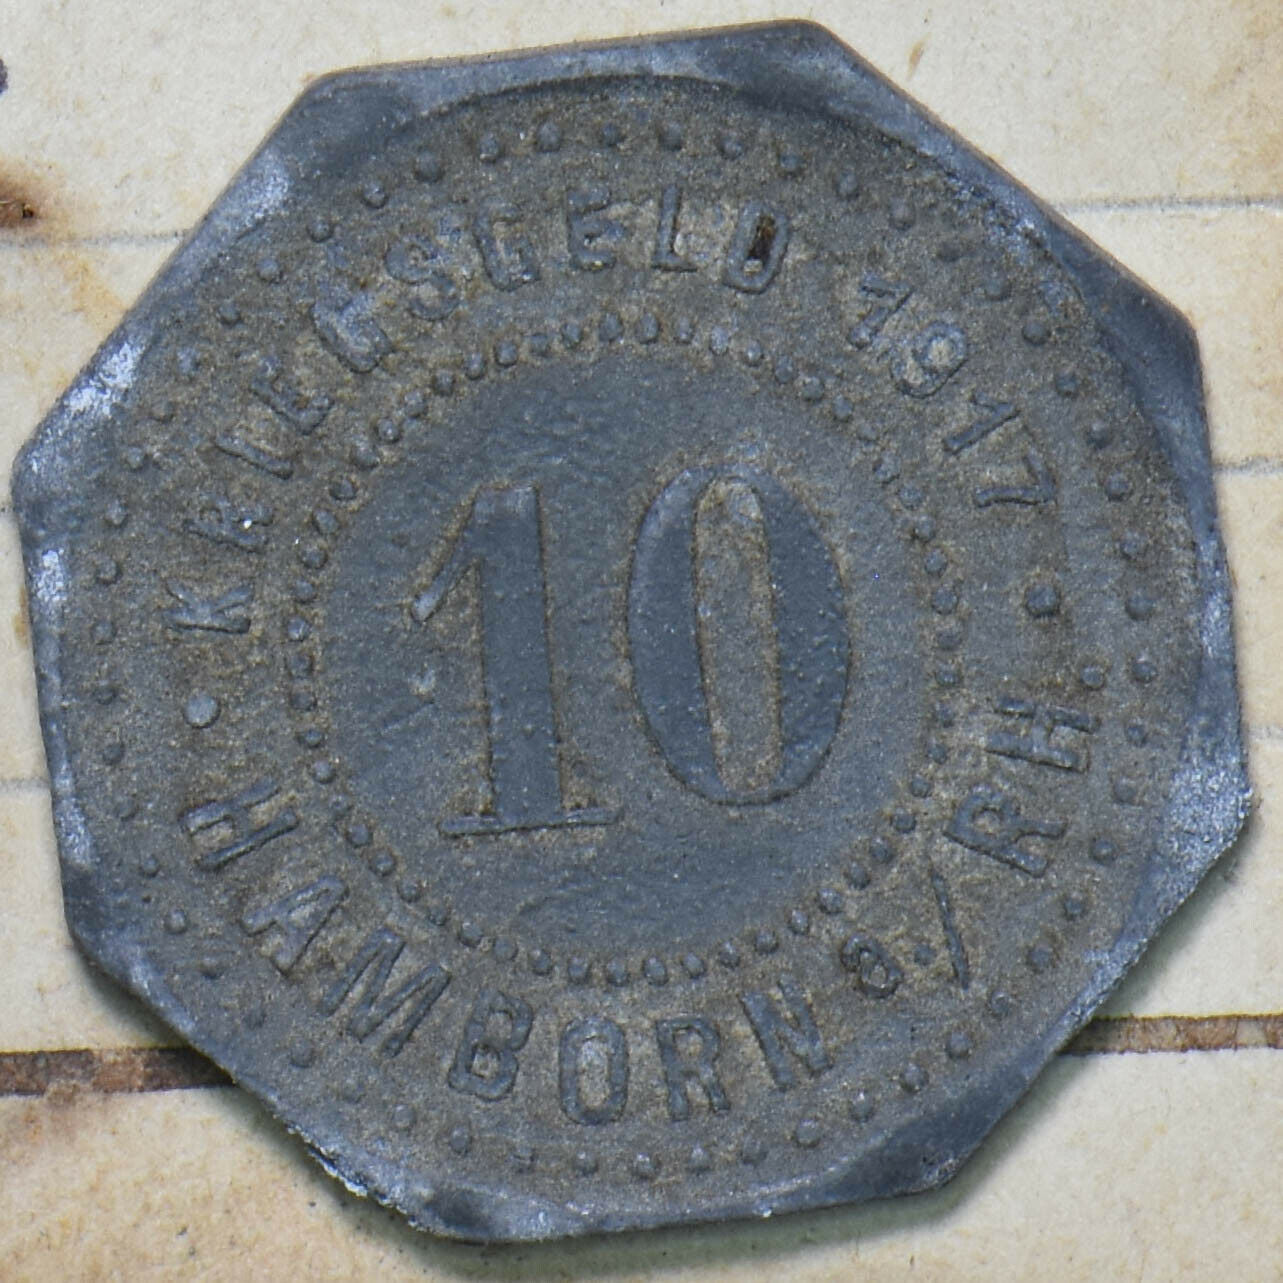 KRIEGSGELD 1917
10
HAMBORN a./RH.